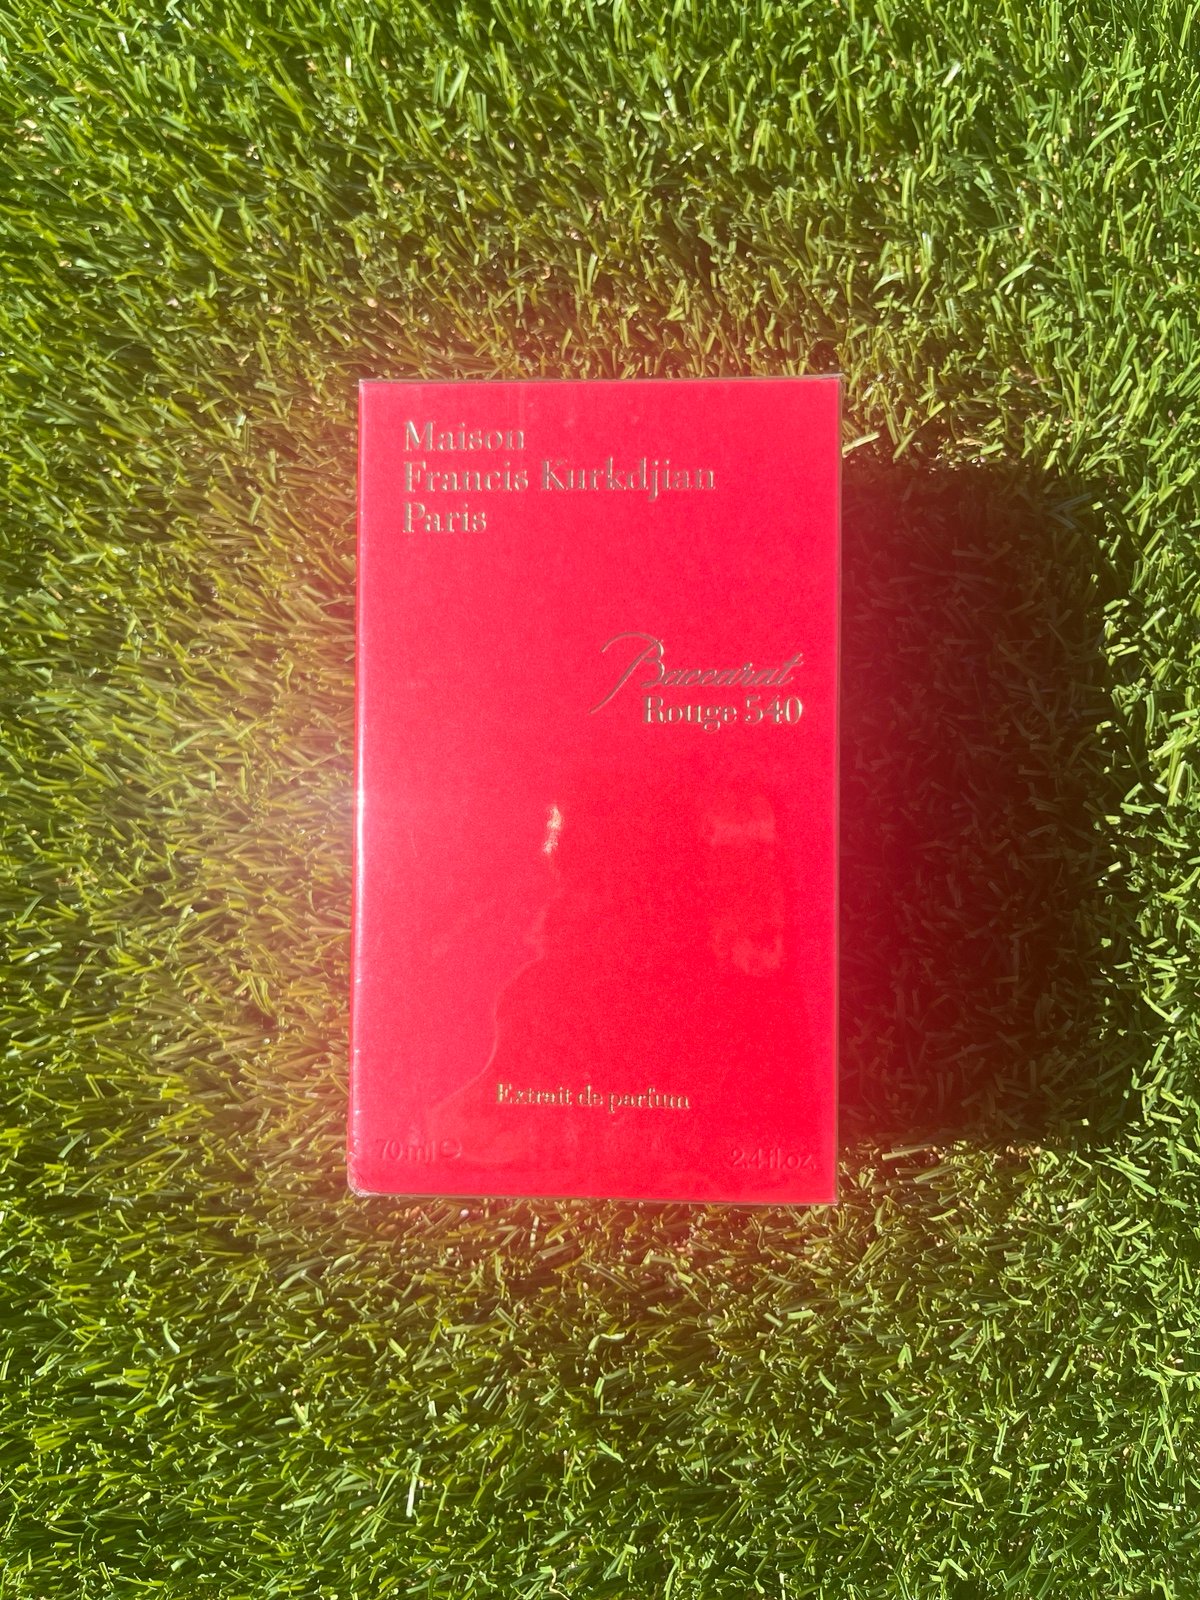 Maison
Francis Kurkdjian
Paris
Baccarat
Rouge 540
Extrait de parfum
70 ml ℮ 2.4 fl.oz.